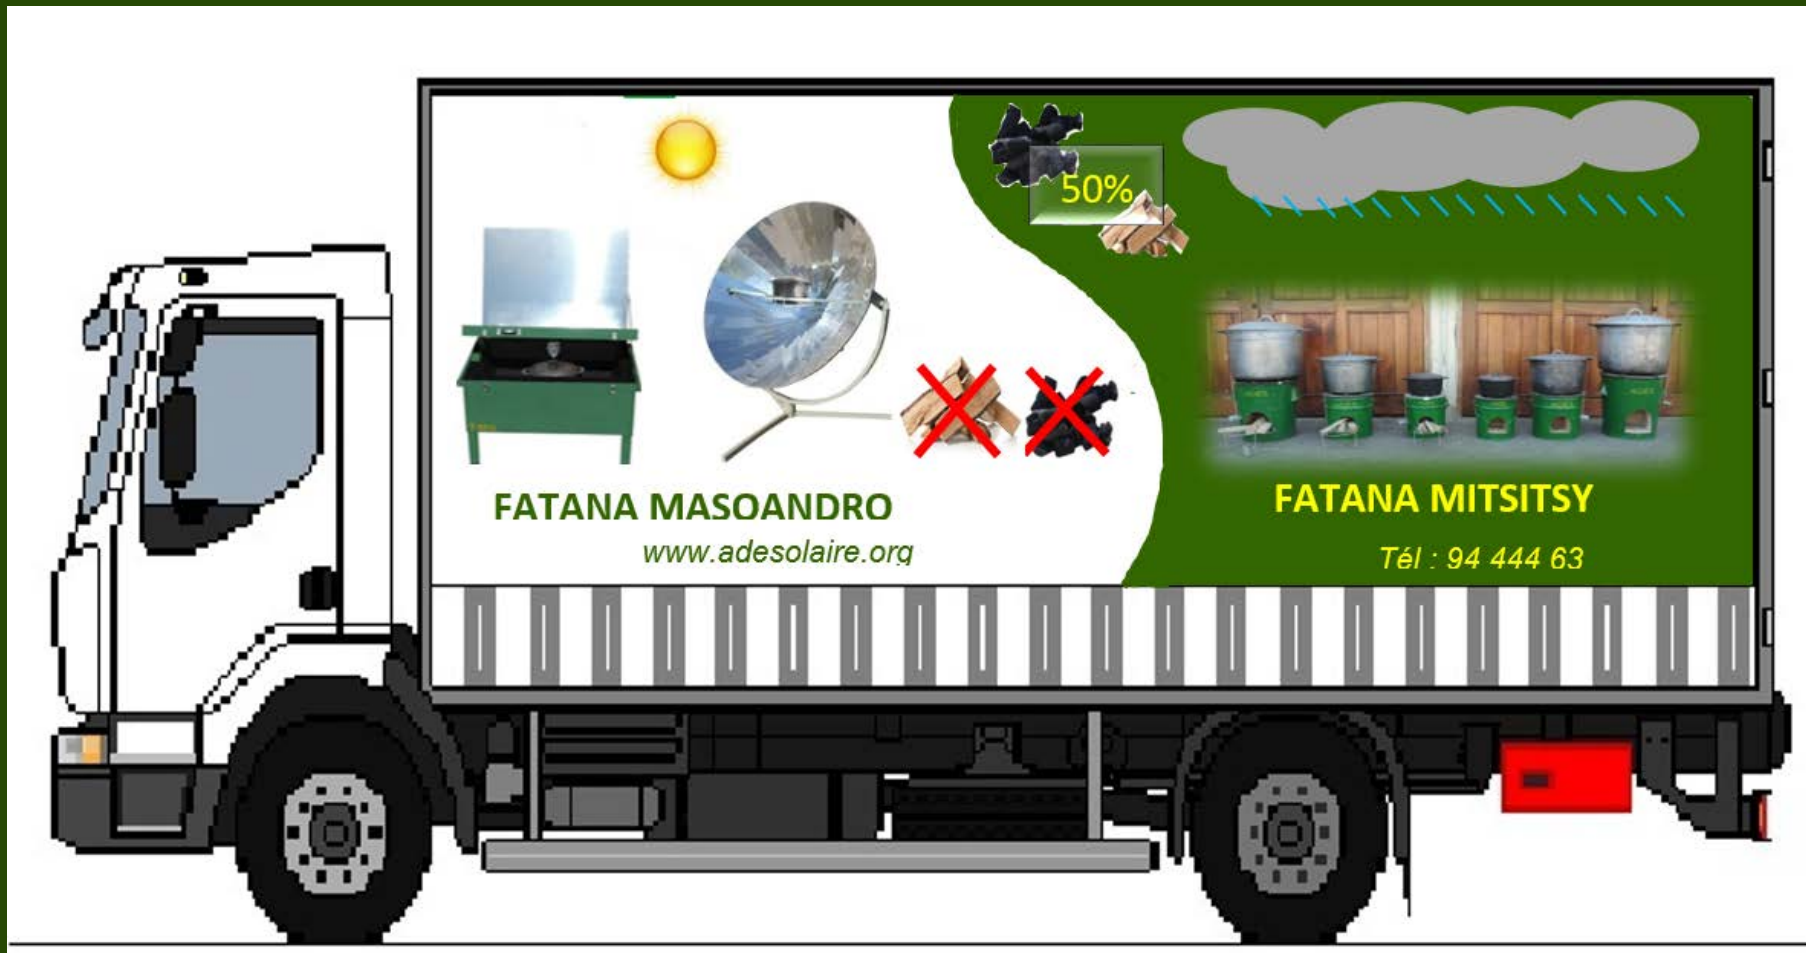 50%
FATANA MASOANDRO
www.adesolaire.org
FATANA MITSITSY
Tél : 94 444 63